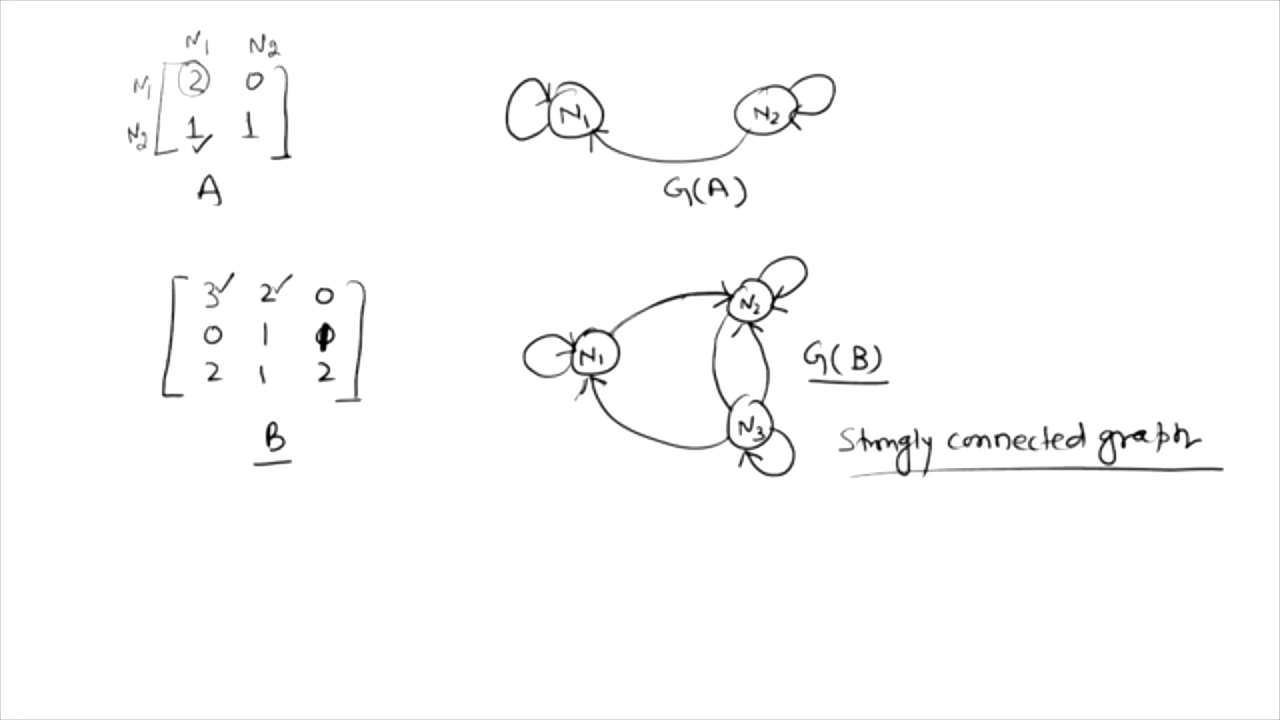 N1 N2
N1 2 0
N2 1 1
A
N1 N2
G(A)
3 2 0
0 1
2 1 2
B
N1 N2 N3
G(B)
Strongly connected graph